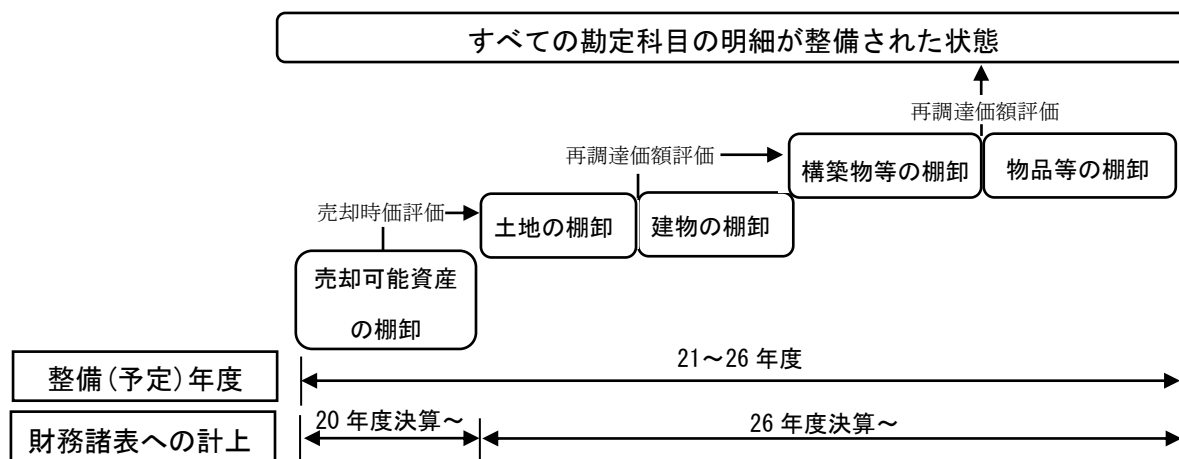 すべての勘定科目の明細が整備された状態
再調達価額評価
再調達価額評価
構築物等の棚卸
物品等の棚卸
売却時価評価
土地の棚卸
建物の棚卸
売却可能資産
の棚卸
整備(予定)年度
21～26 年度
財務諸表への計上
20 年度決算～
26 年度決算～